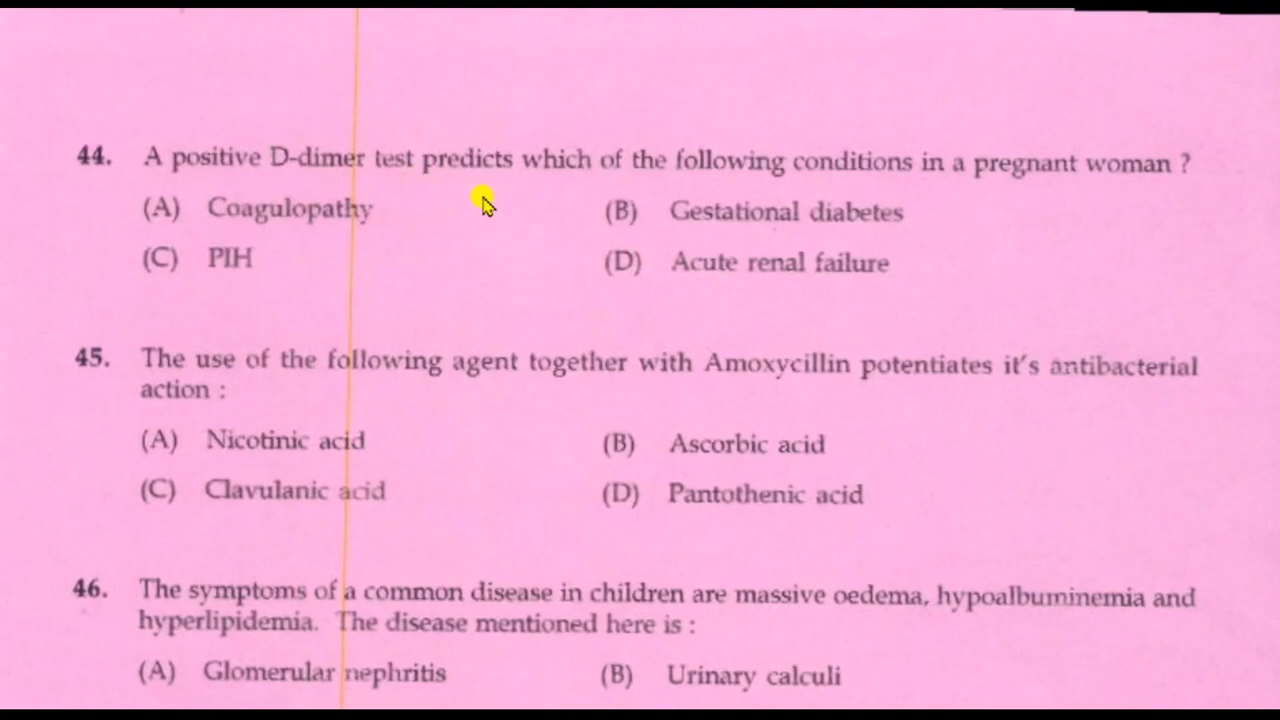 44. A positive D-dimer test predicts which of the following conditions in a pregnant woman ?
(A) Coagulopathy (B) Gestational diabetes
(C) PIH (D) Acute renal failure
45. The use of the following agent together with Amoxycillin potentiates it's antibacterial
action :
(A) Nicotinic acid (B) Ascorbic acid
(C) Clavulanic acid (D) Pantothenic acid
46. The symptoms of a common disease in children are massive oedema, hypoalbuminemia and
hyperlipidemia. The disease mentioned here is :
(A) Glomerular nephritis (B) Urinary calculi